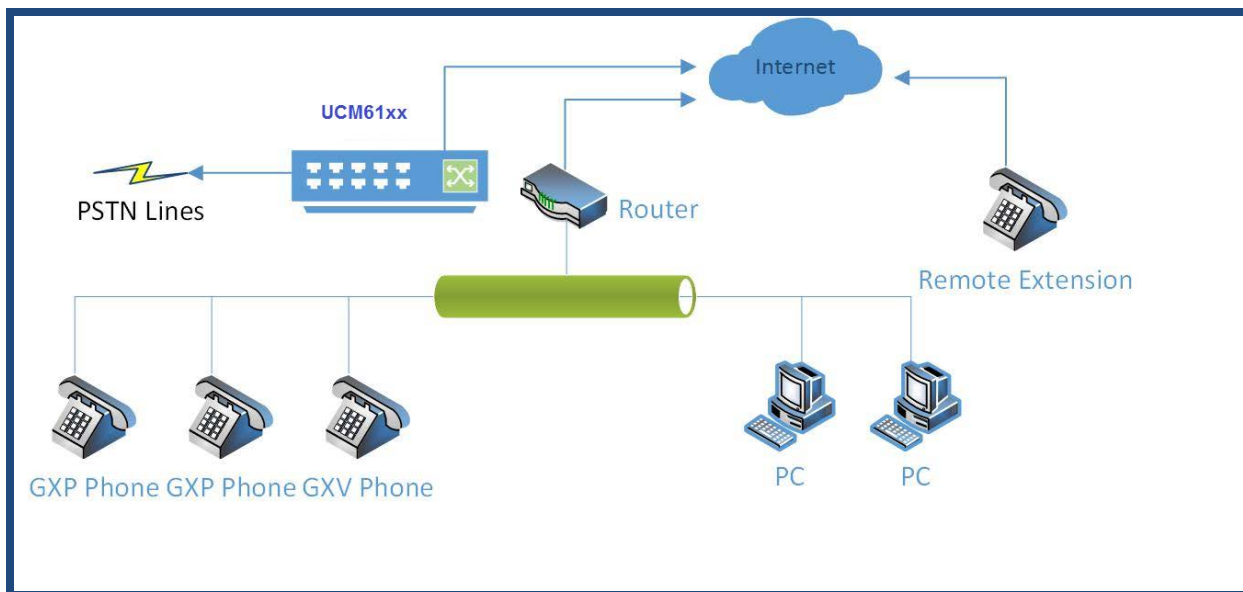 Internet
UCM61xx
PSTN Lines
Router
Remote Extension
GXP Phone GXP Phone GXV Phone
PC
PC